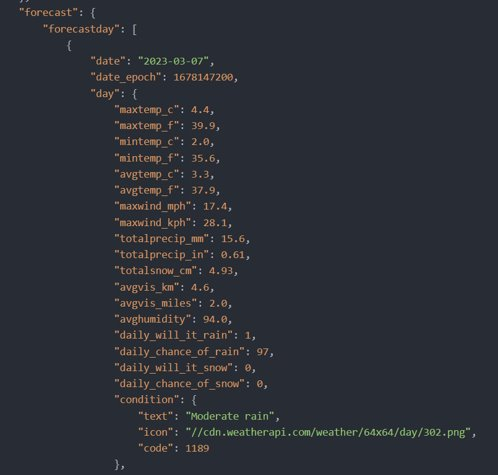 "forecast": {
"forecastday": [
{
"date": "2023-03-07",
"date_epoch": 1678147200,
"day": {
"maxtemp_c": 4.4,
"maxtemp_f": 39.9,
"mintemp_c": 2.0,
"mintemp_f": 35.6,
"avgtemp_c": 3.3,
"avgtemp_f": 37.9,
"maxwind_mph": 17.4,
"maxwind_kph": 28.1,
"totalprecip_mm": 15.6,
"totalprecip_in": 0.61,
"totalsnow_cm": 4.93,
"avgvis_km": 4.6,
"avgvis_miles": 2.0,
"avghumidity": 94.0,
"daily_will_it_rain": 1,
"daily_chance_of_rain": 97,
"daily_will_it_snow": 0,
"daily_chance_of_snow": 0,
"condition": {
"text": "Moderate rain",
"icon": "//cdn.weatherapi.com/weather/64x64/day/302.png",
"code": 1189
},